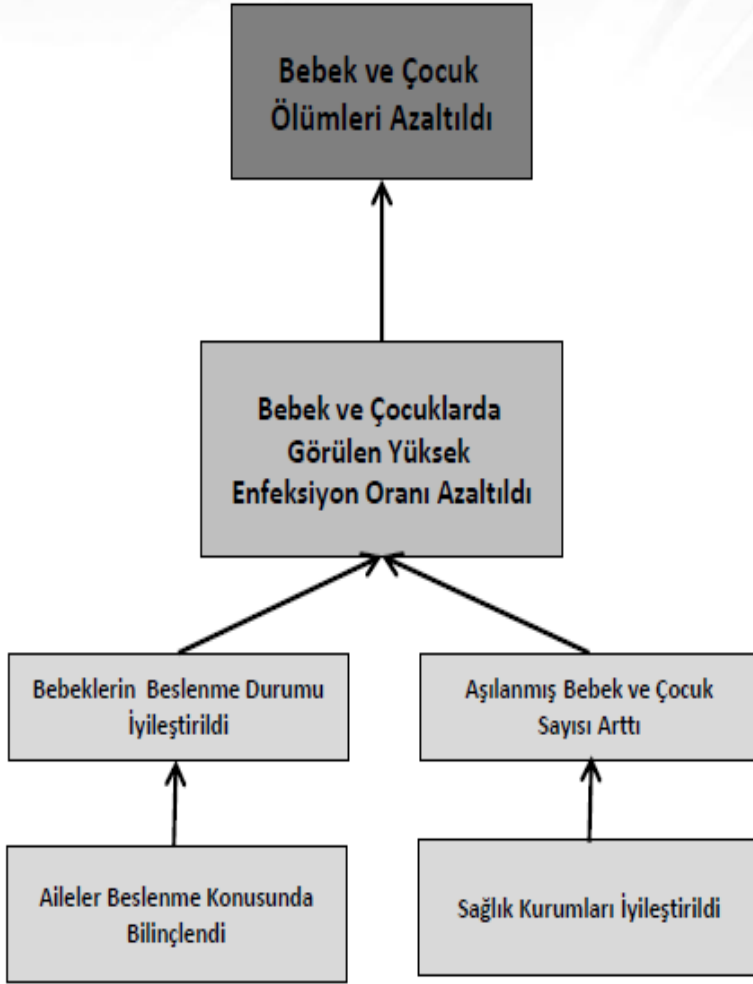 Bebek ve Çocuk
Ölümleri Azaltıldı
Bebek ve Çocuklarda
Görülen Yüksek
Enfeksiyon Oranı Azaltıldı
Bebeklerin Beslenme Durumu
İyileştirildi
Aşılanmış Bebek ve Çocuk
Sayısı Arttı
Aileler Beslenme Konusunda
Bilinçlendi
Sağlık Kurumları İyileştirildi